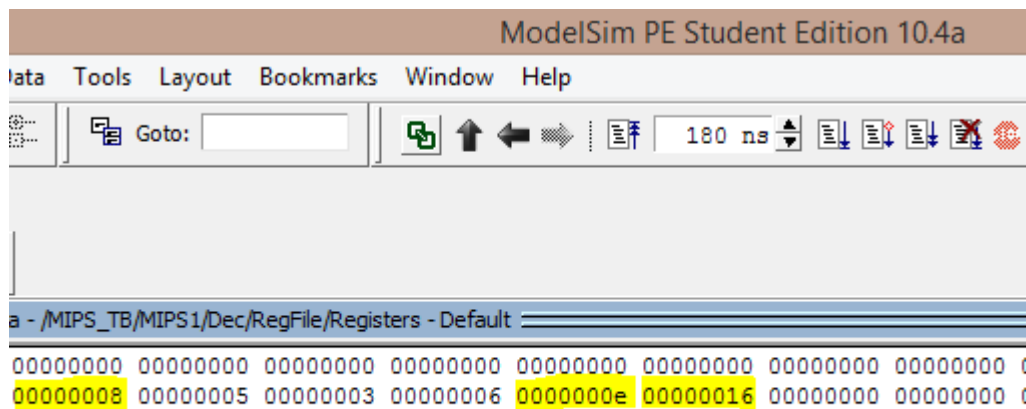 ModelSim PE Student Edition 10.4a
Data Tools Layout Bookmarks Window Help
Goto: 180 ns
a - /MIPS_TB/MIPS1/Dec/RegFile/Registers - Default
00000000 00000000 00000000 00000000 00000000 00000000 00000000 00000000
00000008 00000005 00000003 00000006 0000000e 00000016 00000000 00000000